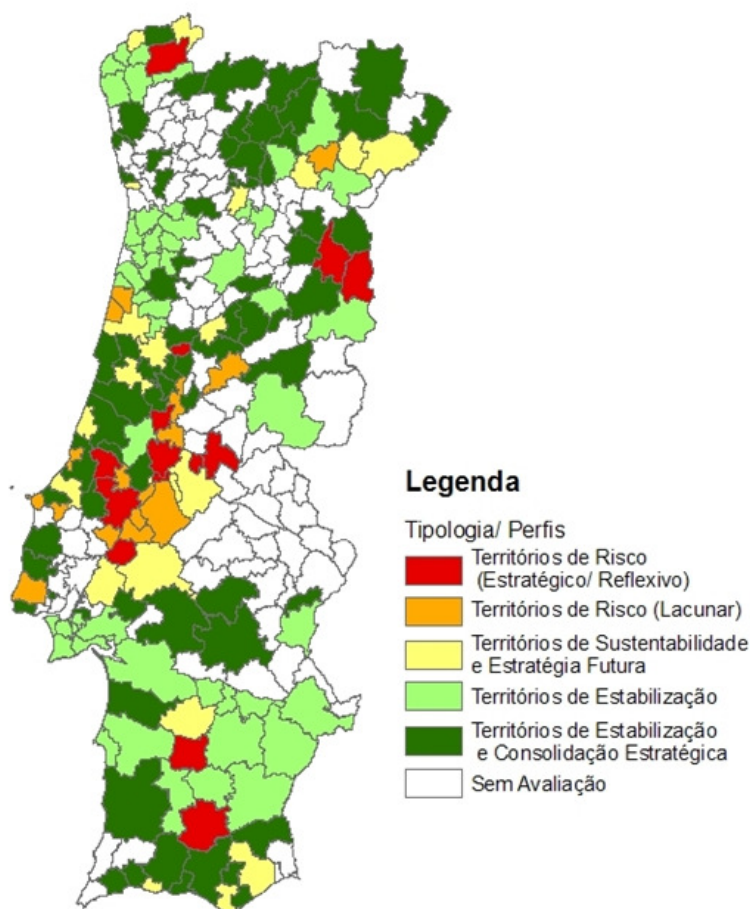 Legenda
Tipologia/ Perfis
Territórios de Risco
(Estratégico/ Reflexivo)
Territórios de Risco (Lacunar)
Territórios de Sustentabilidade
e Estratégia Futura
Territórios de Estabilização
Territórios de Estabilização
e Consolidação Estratégica
Sem Avaliação